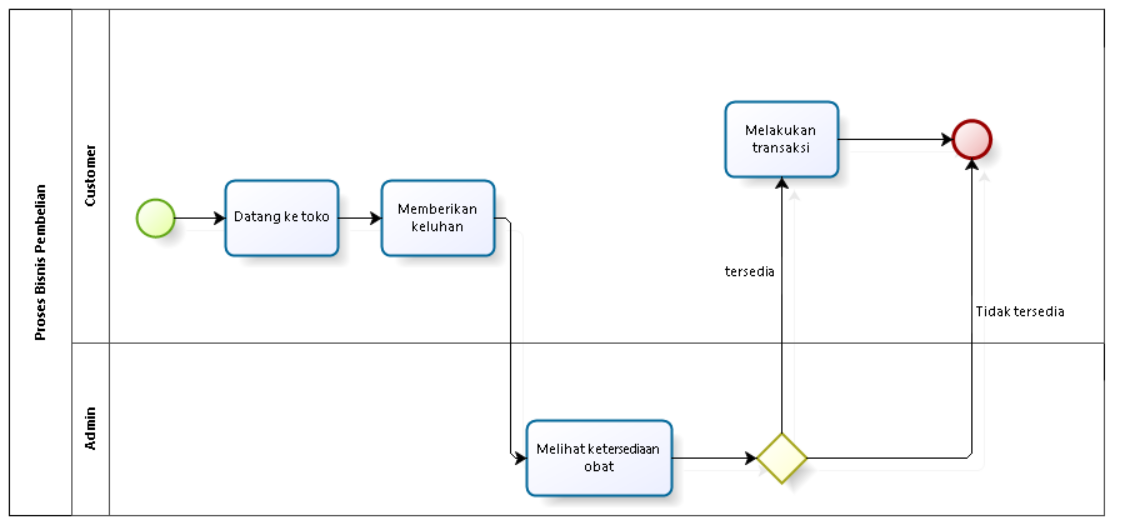 Proses Bisnis Pembelian
Customer
Datang ke toko
Memberikan
keluhan
Melakukan
transaksi
tersedia
Tidak tersedia
Admin
Melihat ketersediaan
obat